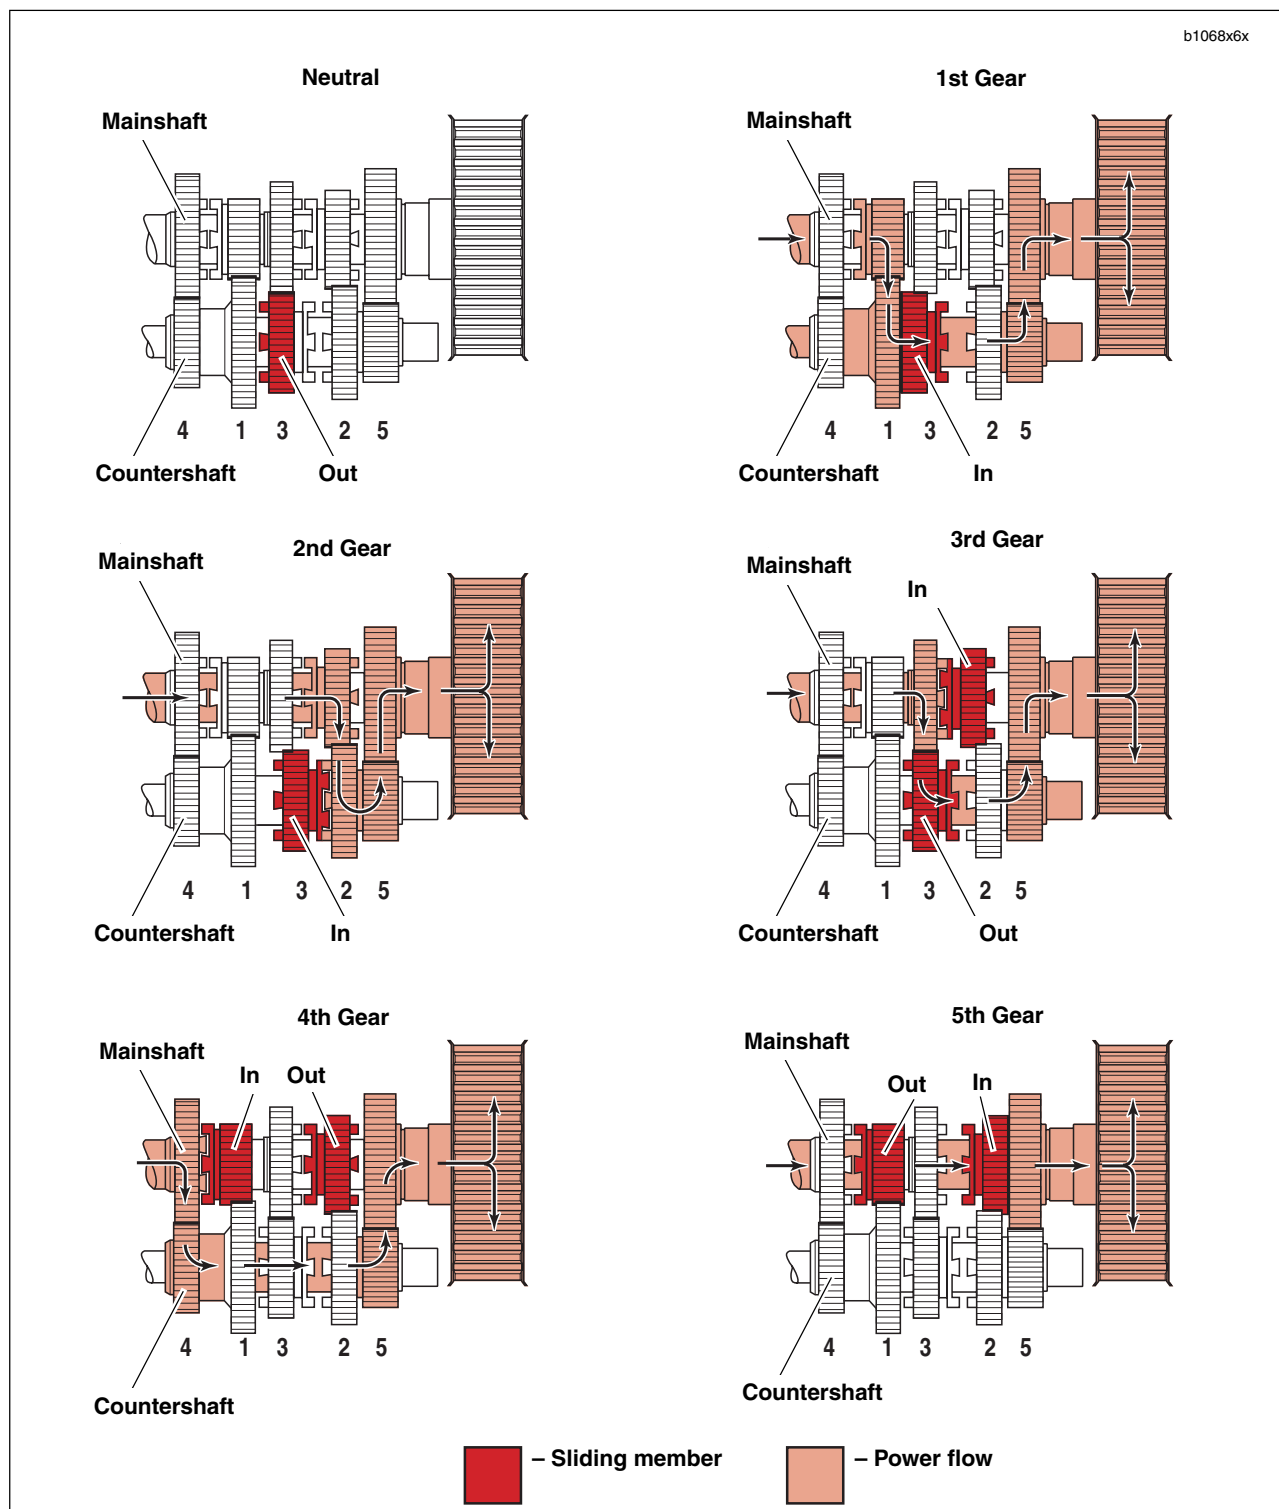 b1068x6x
Neutral
Mainshaft
4 1 3 2 5
Countershaft Out
1st Gear
Mainshaft
4 1 3 2 5
Countershaft In
2nd Gear
Mainshaft
4 1 3 2 5
Countershaft In
3rd Gear
Mainshaft
In
4 1 3 2 5
Countershaft Out
4th Gear
Mainshaft
In Out
4 1 3 2 5
Countershaft
5th Gear
Mainshaft
Out In
4 1 3 2 5
Countershaft
– Sliding member – Power flow